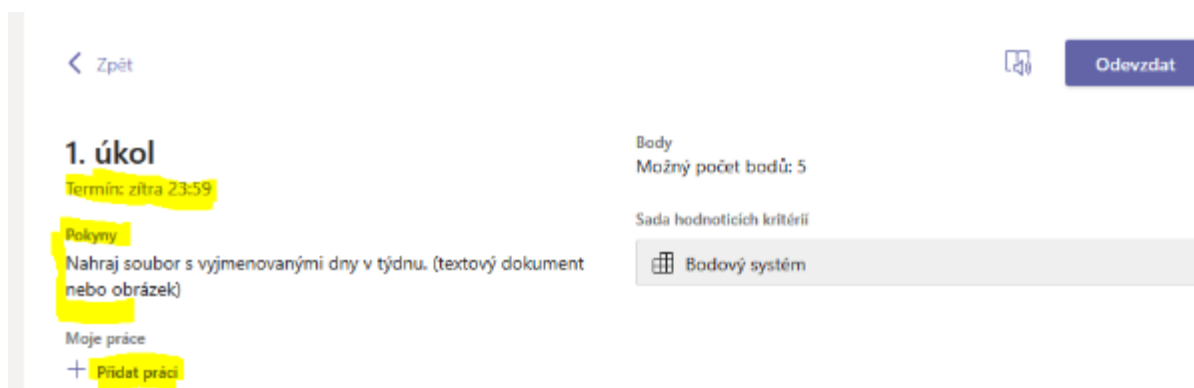 Zpět
Odevzdat
1. úkol
Termín: zítra 23:59
Pokyny
Nahraj soubor s vyjmenovanými dny v týdnu. (textový dokument
nebo obrázek)
Moje práce
Přidat práci
Body
Možný počet bodů: 5
Sada hodnoticích kritérií
Bodový systém